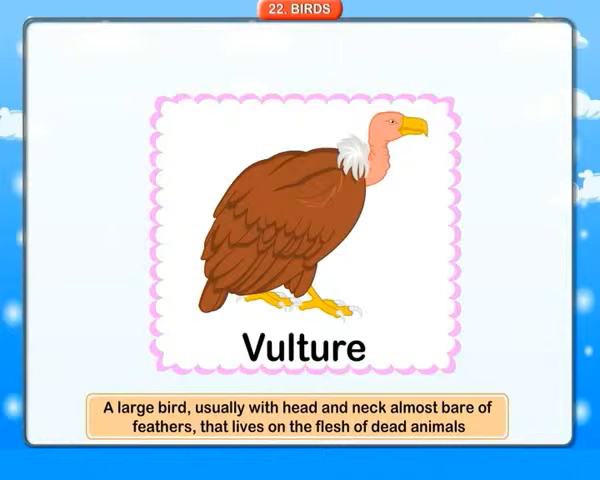 22. BIRDS
Vulture
A large bird, usually with head and neck almost bare of
feathers, that lives on the flesh of dead animals